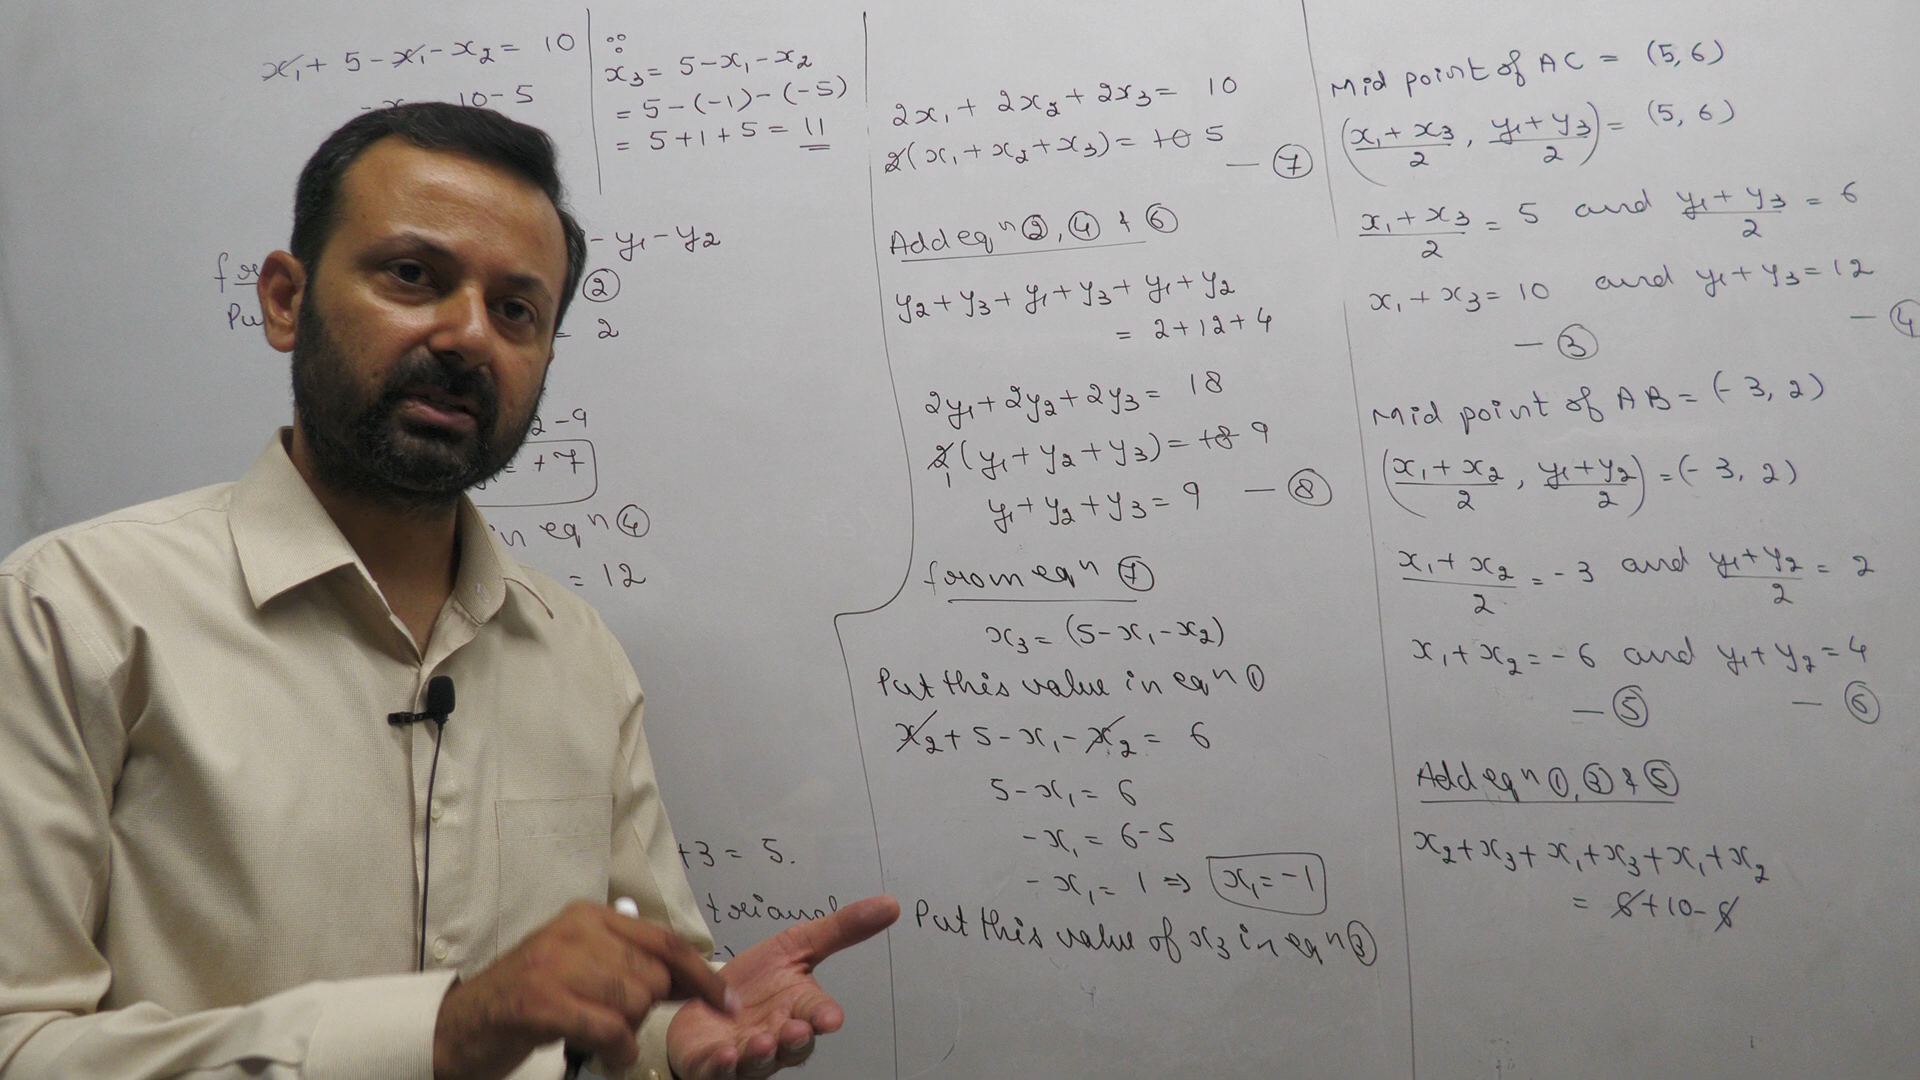 x₁ + 5 - x₁ - x₂ = 10
10 - 5
∵
x₃ = 5 - x₁ - x₂
= 5 - (-1) - (-5)
= 5 + 1 + 5 = 11
- y₁ - y₂
②
= 2
2 - 9
= +7
in eqⁿ ④
= 12
+3 = 5.
2x₁ + 2x₂ + 2x₃ = 10
2(x₁ + x₂ + x₃) = 10 5
— ⑦
Add eqⁿ ②, ④ & ⑥
y₂ + y₃ + y₁ + y₃ + y₁ + y₂
= 2 + 12 + 4
2y₁ + 2y₂ + 2y₃ = 18
2(y₁ + y₂ + y₃) = 18 9
y₁ + y₂ + y₃ = 9 — ⑧
from eqⁿ ⑦
x₃ = (5 - x₁ - x₂)
Put this value in eqⁿ ①
x₂ + 5 - x₁ - x₂ = 6
5 - x₁ = 6
- x₁ = 6 - 5
- x₁ = 1 ⇒ x₁ = -1
Put this value of x₃ in eqⁿ ③
Mid point of AC = (5, 6)
((x₁ + x₃)/2, (y₁ + y₃)/2) = (5, 6)
(x₁ + x₃)/2 = 5 and (y₁ + y₃)/2 = 6
x₁ + x₃ = 10 and y₁ + y₃ = 12
— ③ — ④
Mid point of AB = (-3, 2)
((x₁ + x₂)/2, (y₁ + y₂)/2) = (-3, 2)
(x₁ + x₂)/2 = -3 and (y₁ + y₂)/2 = 2
x₁ + x₂ = -6 and y₁ + y₂ = 4
— ⑤ — ⑥
Add eqⁿ ①, ③ & ⑤
x₂ + x₃ + x₁ + x₃ + x₁ + x₂
= 6 + 10 - 6